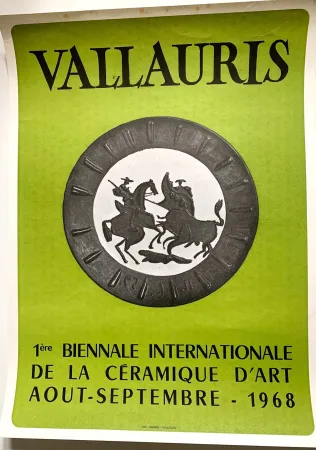 VALLAURIS
1ère BIENNALE INTERNATIONALE
DE LA CÉRAMIQUE D'ART
AOUT-SEPTEMBRE - 1968